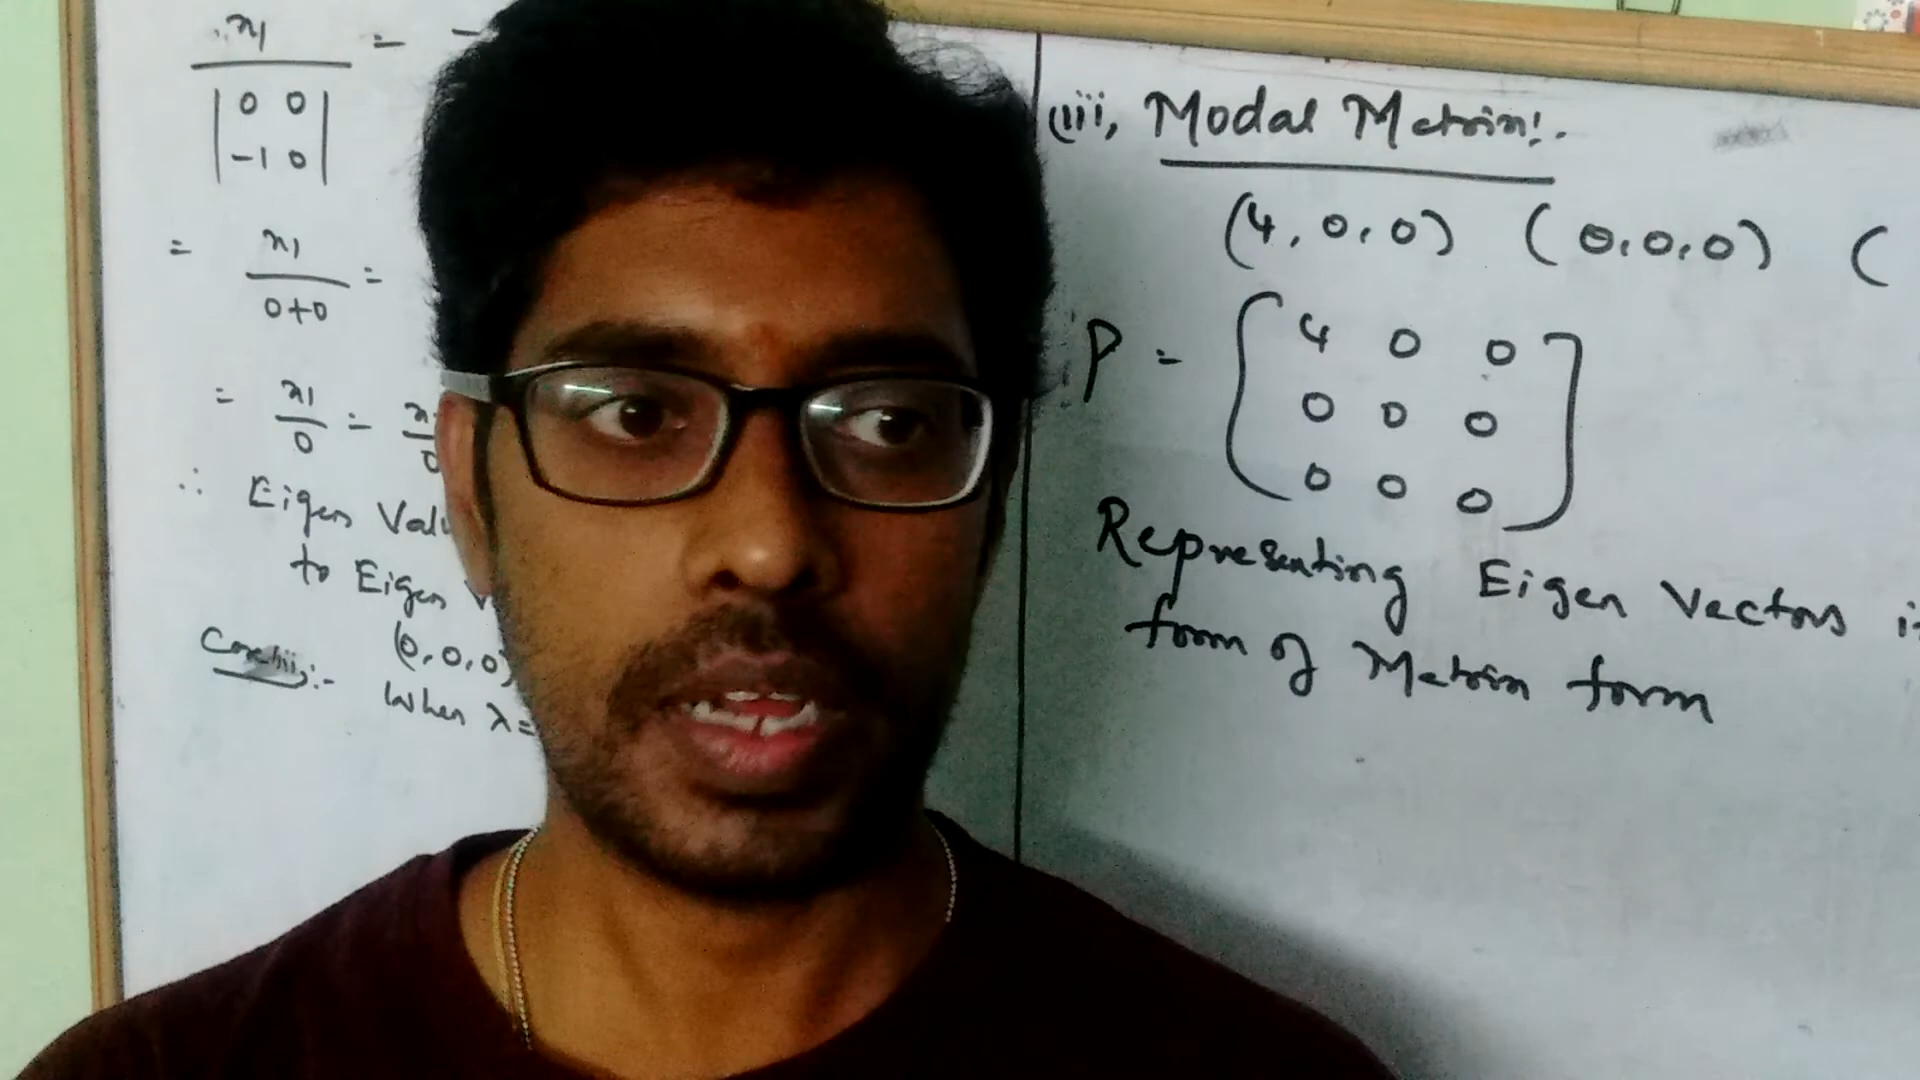 x1 = -
| 0 0 |
| -1 0 |
= x1 / 0+0 =
= x1 / 0 = x / 0
∴ Eigen Valu
to Eigen V
(0,0,0)
Case iii :-
When λ=
(iii, Modal Matrix:-
(4,0,0) (0,0,0) (
P = [ 4 0 0
0 0 0
0 0 0 ]
Representing Eigen Vectors i
form of Matrix form